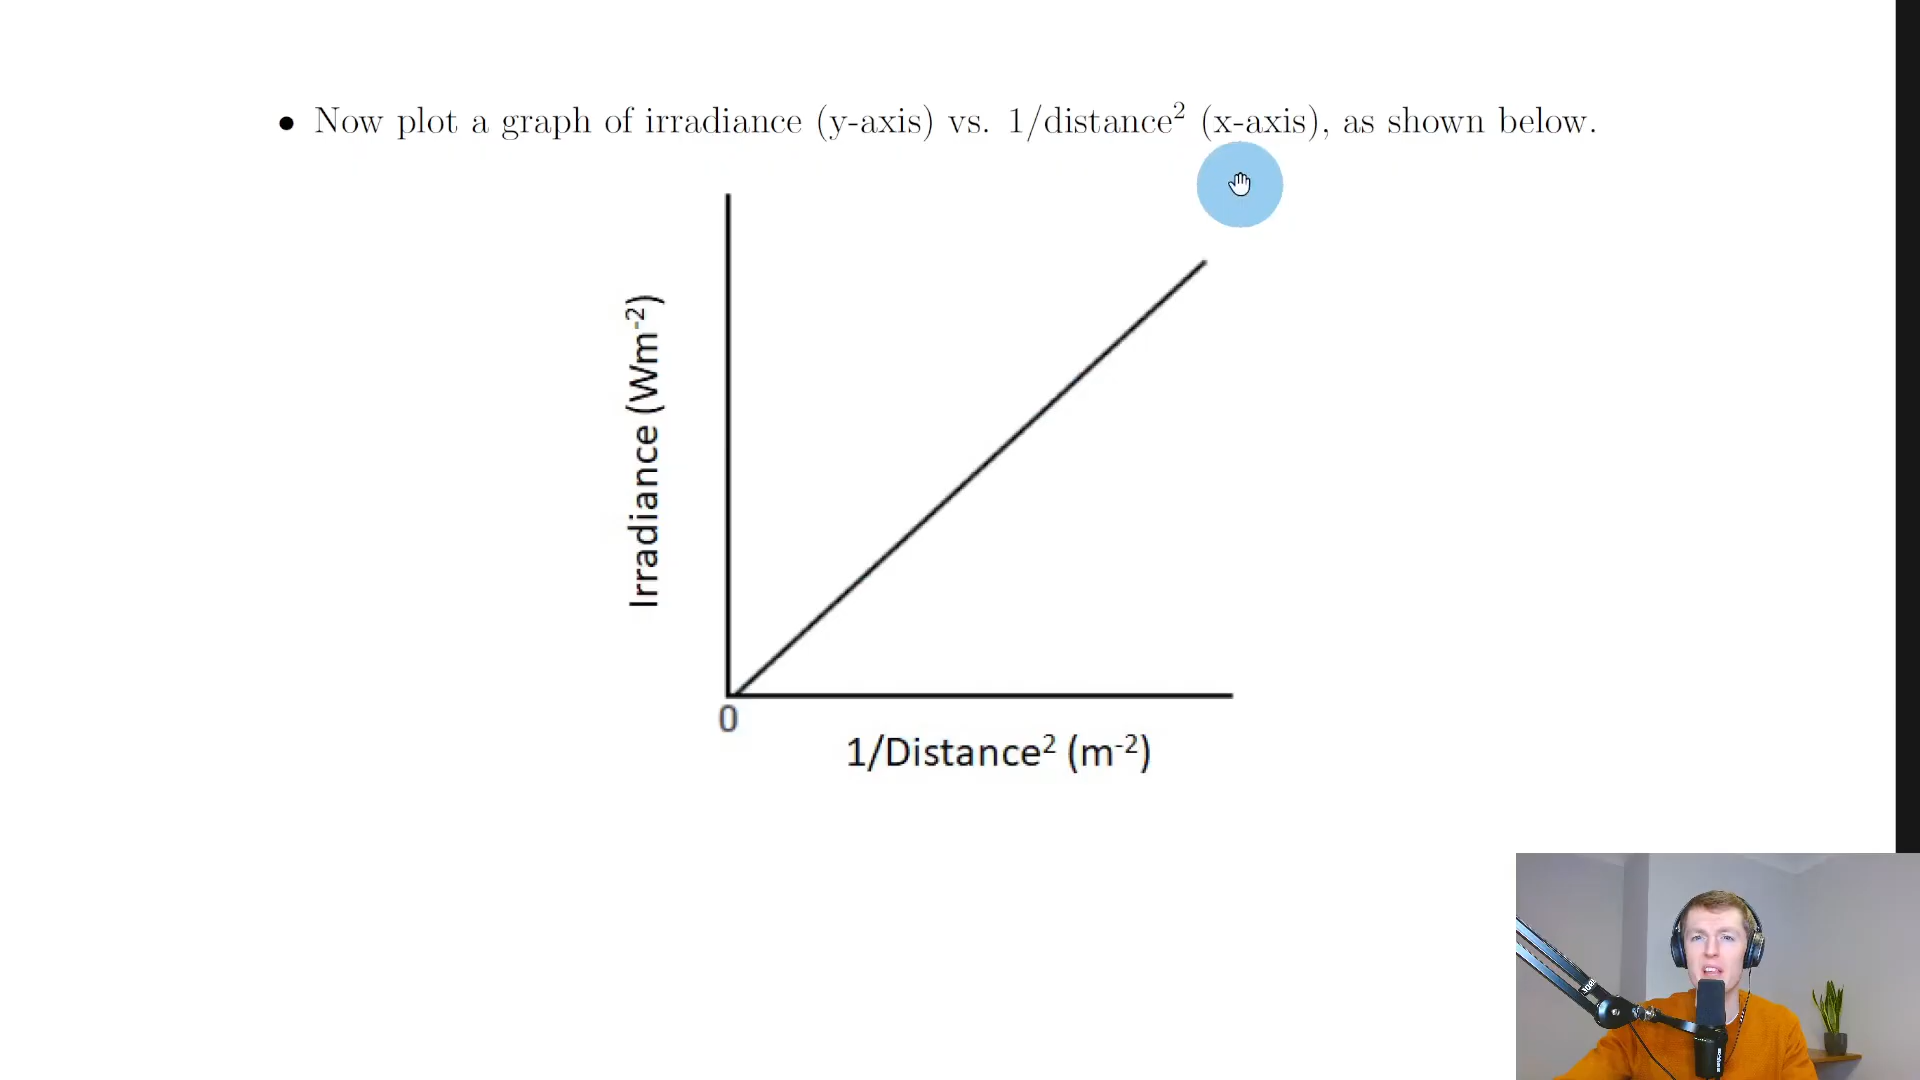 • Now plot a graph of irradiance (y-axis) vs. 1/distance² (x-axis), as shown below.
Irradiance (Wm⁻²)
0
1/Distance² (m⁻²)